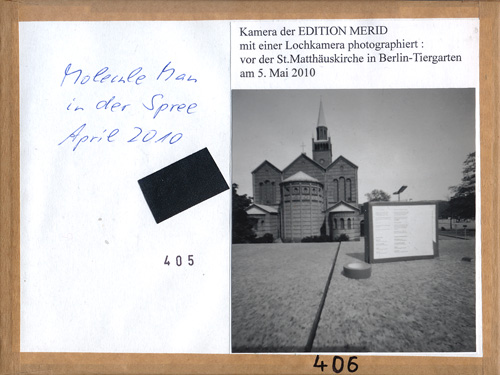 Molecule Man
in der Spree
April 2010
405
Kamera der EDITION MERID
mit einer Lochkamera photographiert :
vor der St.Matthäuskirche in Berlin-Tiergarten
am 5. Mai 2010
406